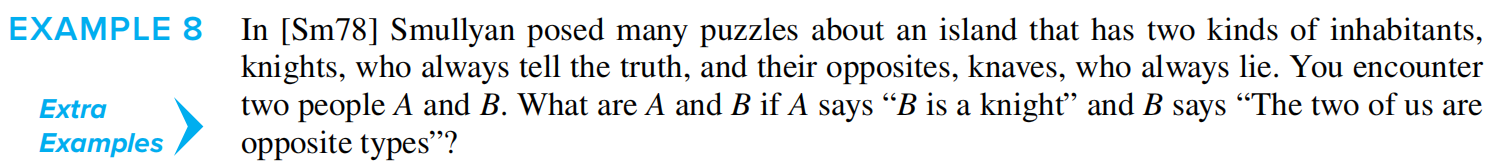 EXAMPLE 8 In [Sm78] Smullyan posed many puzzles about an island that has two kinds of inhabitants,
knights, who always tell the truth, and their opposites, knaves, who always lie. You encounter
Extra two people A and B. What are A and B if A says “B is a knight” and B says “The two of us are
Examples opposite types”?